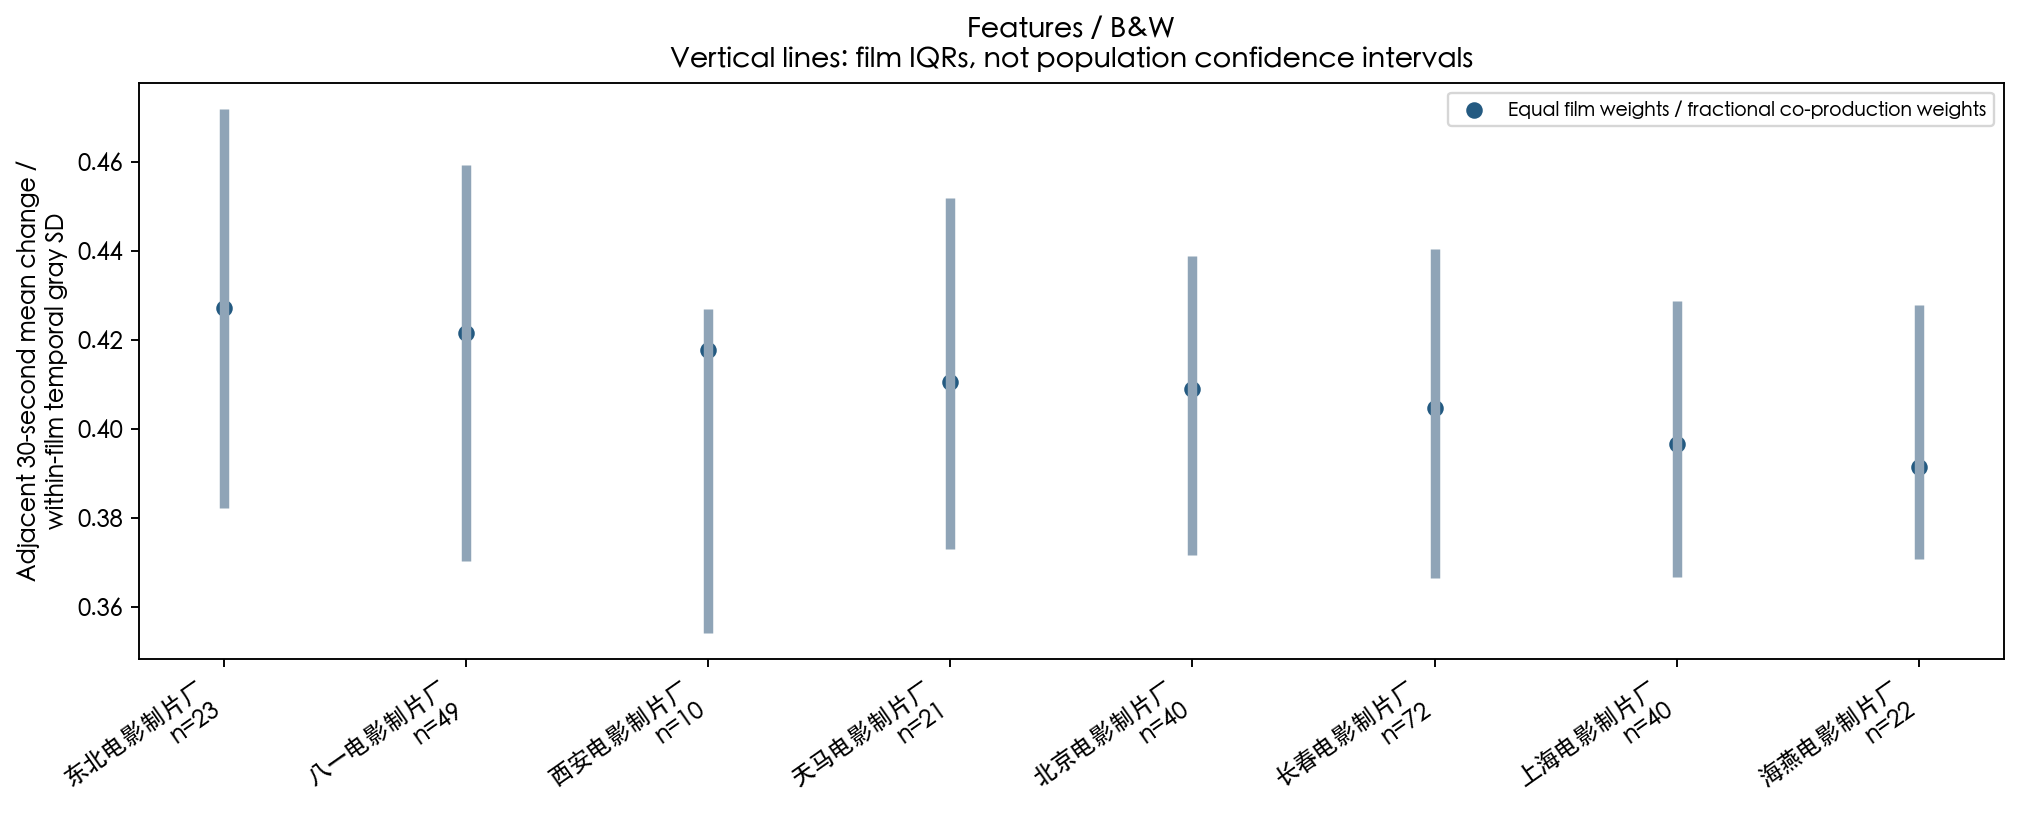 Features / B&W
Vertical lines: film IQRs, not population confidence intervals
Equal film weights / fractional co-production weights
Adjacent 30-second mean change /
within-film temporal gray SD
0.46
0.44
0.42
0.40
0.38
0.36
东北电影制片厂
n=23
八一电影制片厂
n=49
西安电影制片厂
n=10
天马电影制片厂
n=21
北京电影制片厂
n=40
长春电影制片厂
n=72
上海电影制片厂
n=40
海燕电影制片厂
n=22